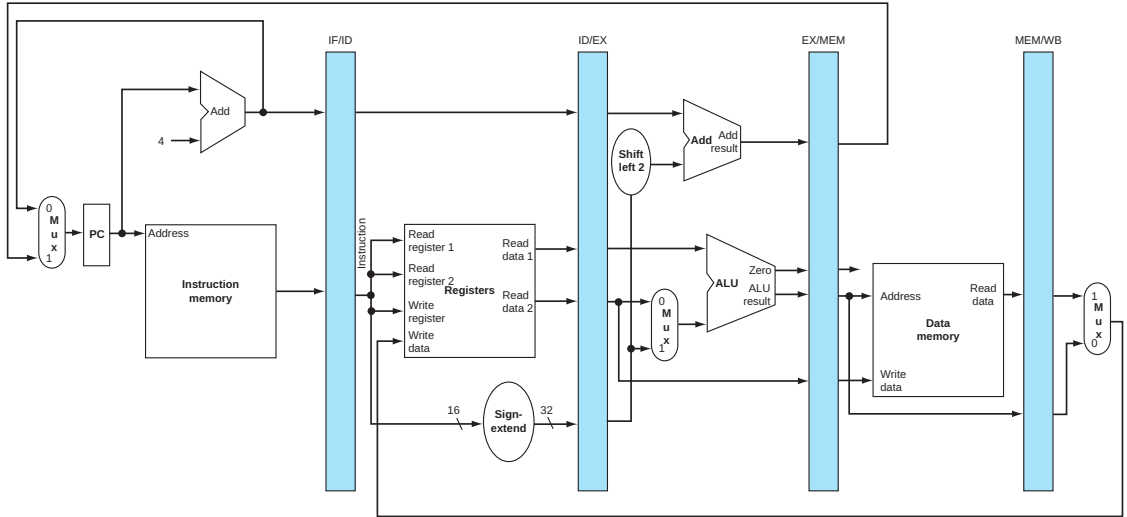 IF/ID
ID/EX
EX/MEM
MEM/WB
Add
4
Add
Add
result
Shift
left 2
0
M
u
x
1
PC
Address
Instruction
memory
Instruction
Read
register 1
Read
register 2
Registers
Write
register
Write
data
Read
data 1
Read
data 2
0
M
u
x
1
Zero
ALU
ALU
result
Address
Read
data
Data
memory
Write
data
1
M
u
x
0
16
Sign-
extend
32